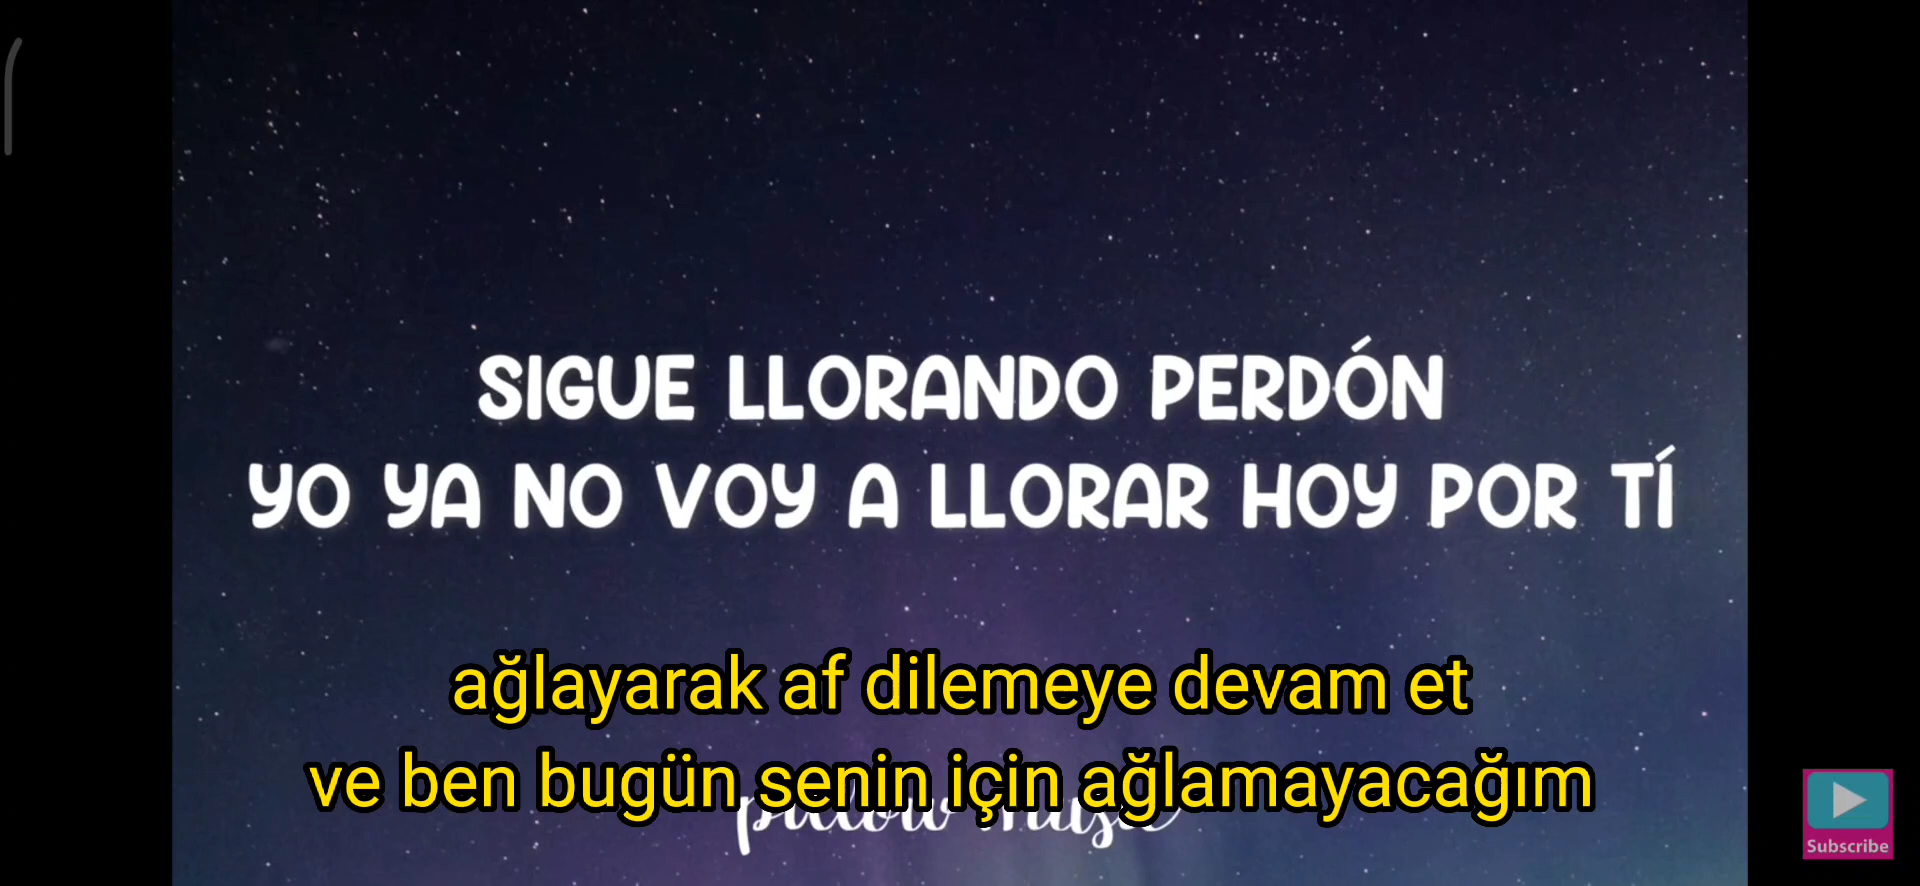 SIGUE LLORANDO PERDÓN
YO YA NO VOY A LLORAR HOY POR TÍ
ağlayarak af dilemeye devam et
ve ben bugün senin için ağlamayacağım
Subscribe